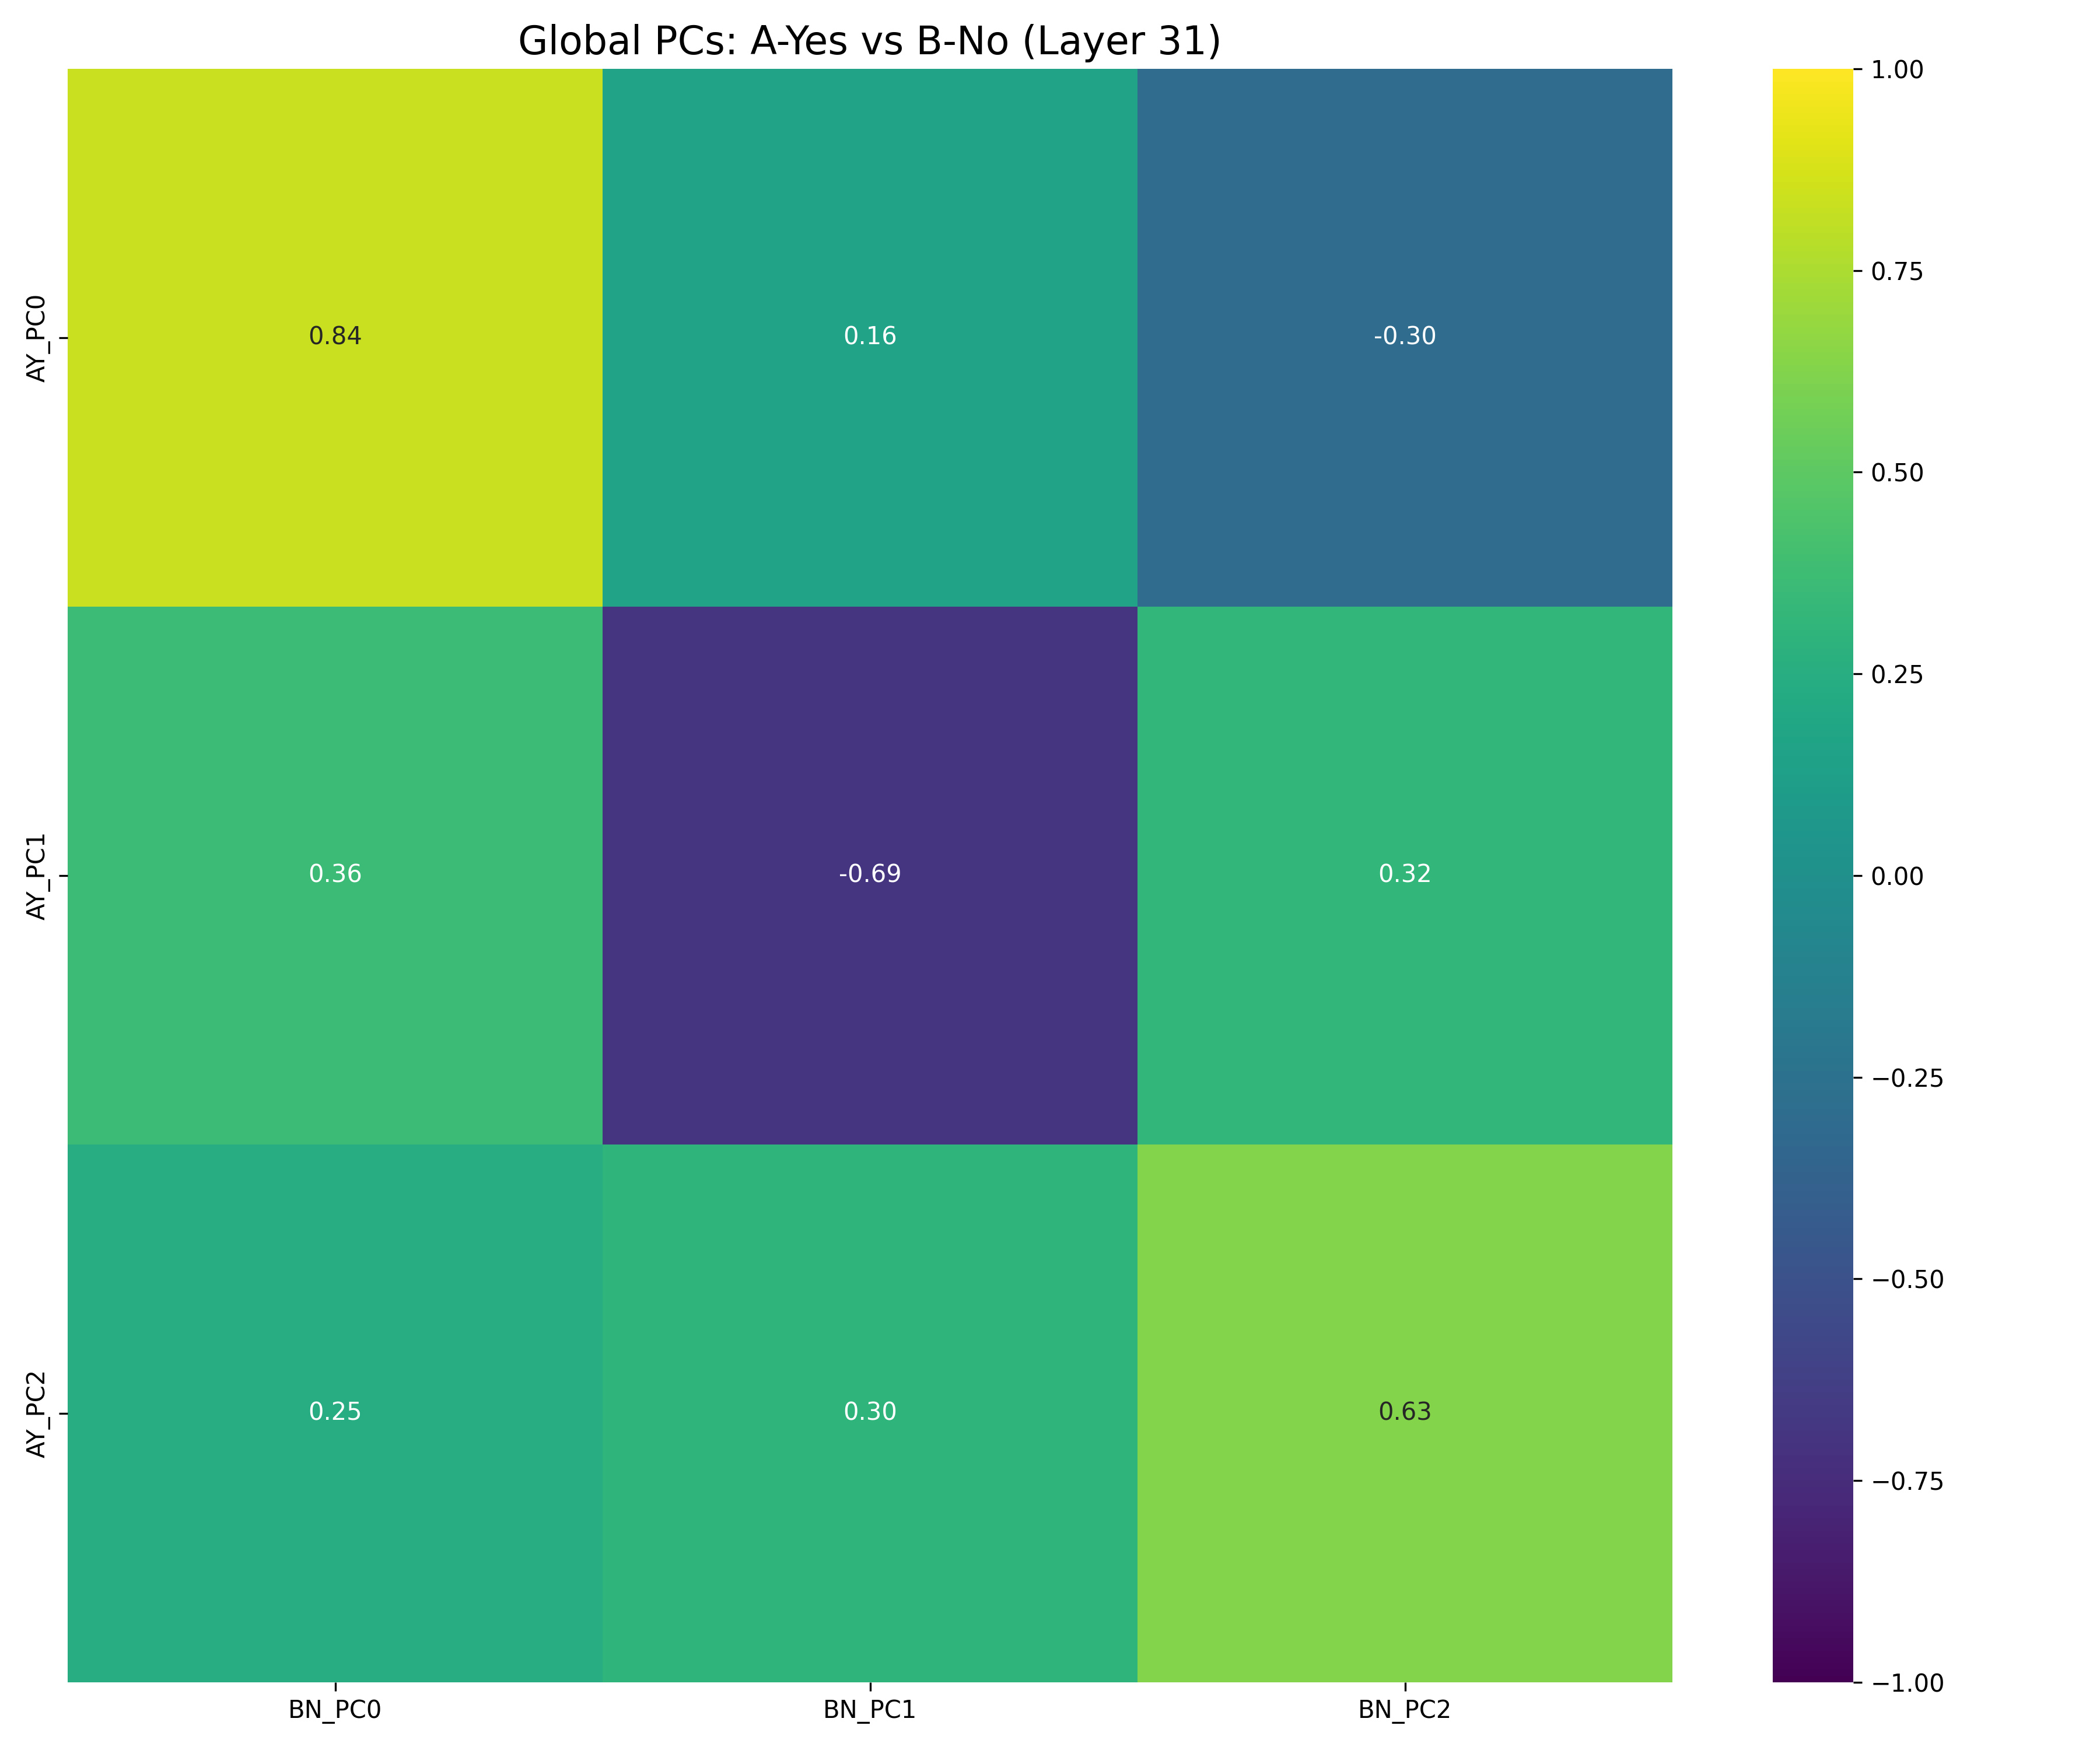 Global PCs: A-Yes vs B-No (Layer 31)
AY_PC0
0.84
0.16
-0.30
AY_PC1
0.36
-0.69
0.32
AY_PC2
0.25
0.30
0.63
BN_PC0
BN_PC1
BN_PC2
1.00
0.75
0.50
0.25
0.00
−0.25
−0.50
−0.75
−1.00